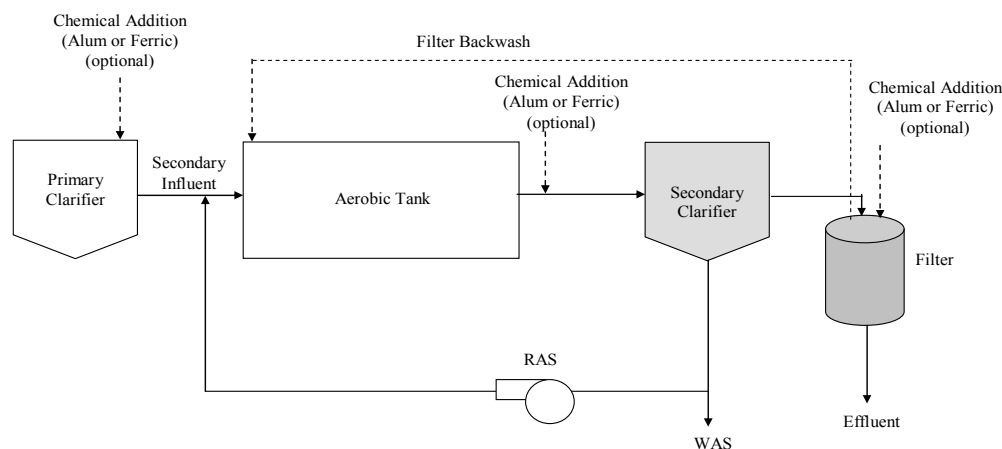 Chemical Addition
(Alum or Ferric)
(optional)
Filter Backwash
Chemical Addition
(Alum or Ferric)
(optional)
Chemical Addition
(Alum or Ferric)
(optional)
Primary
Clarifier
Secondary
Influent
Aerobic Tank
Secondary
Clarifier
Filter
RAS
WAS
Effluent